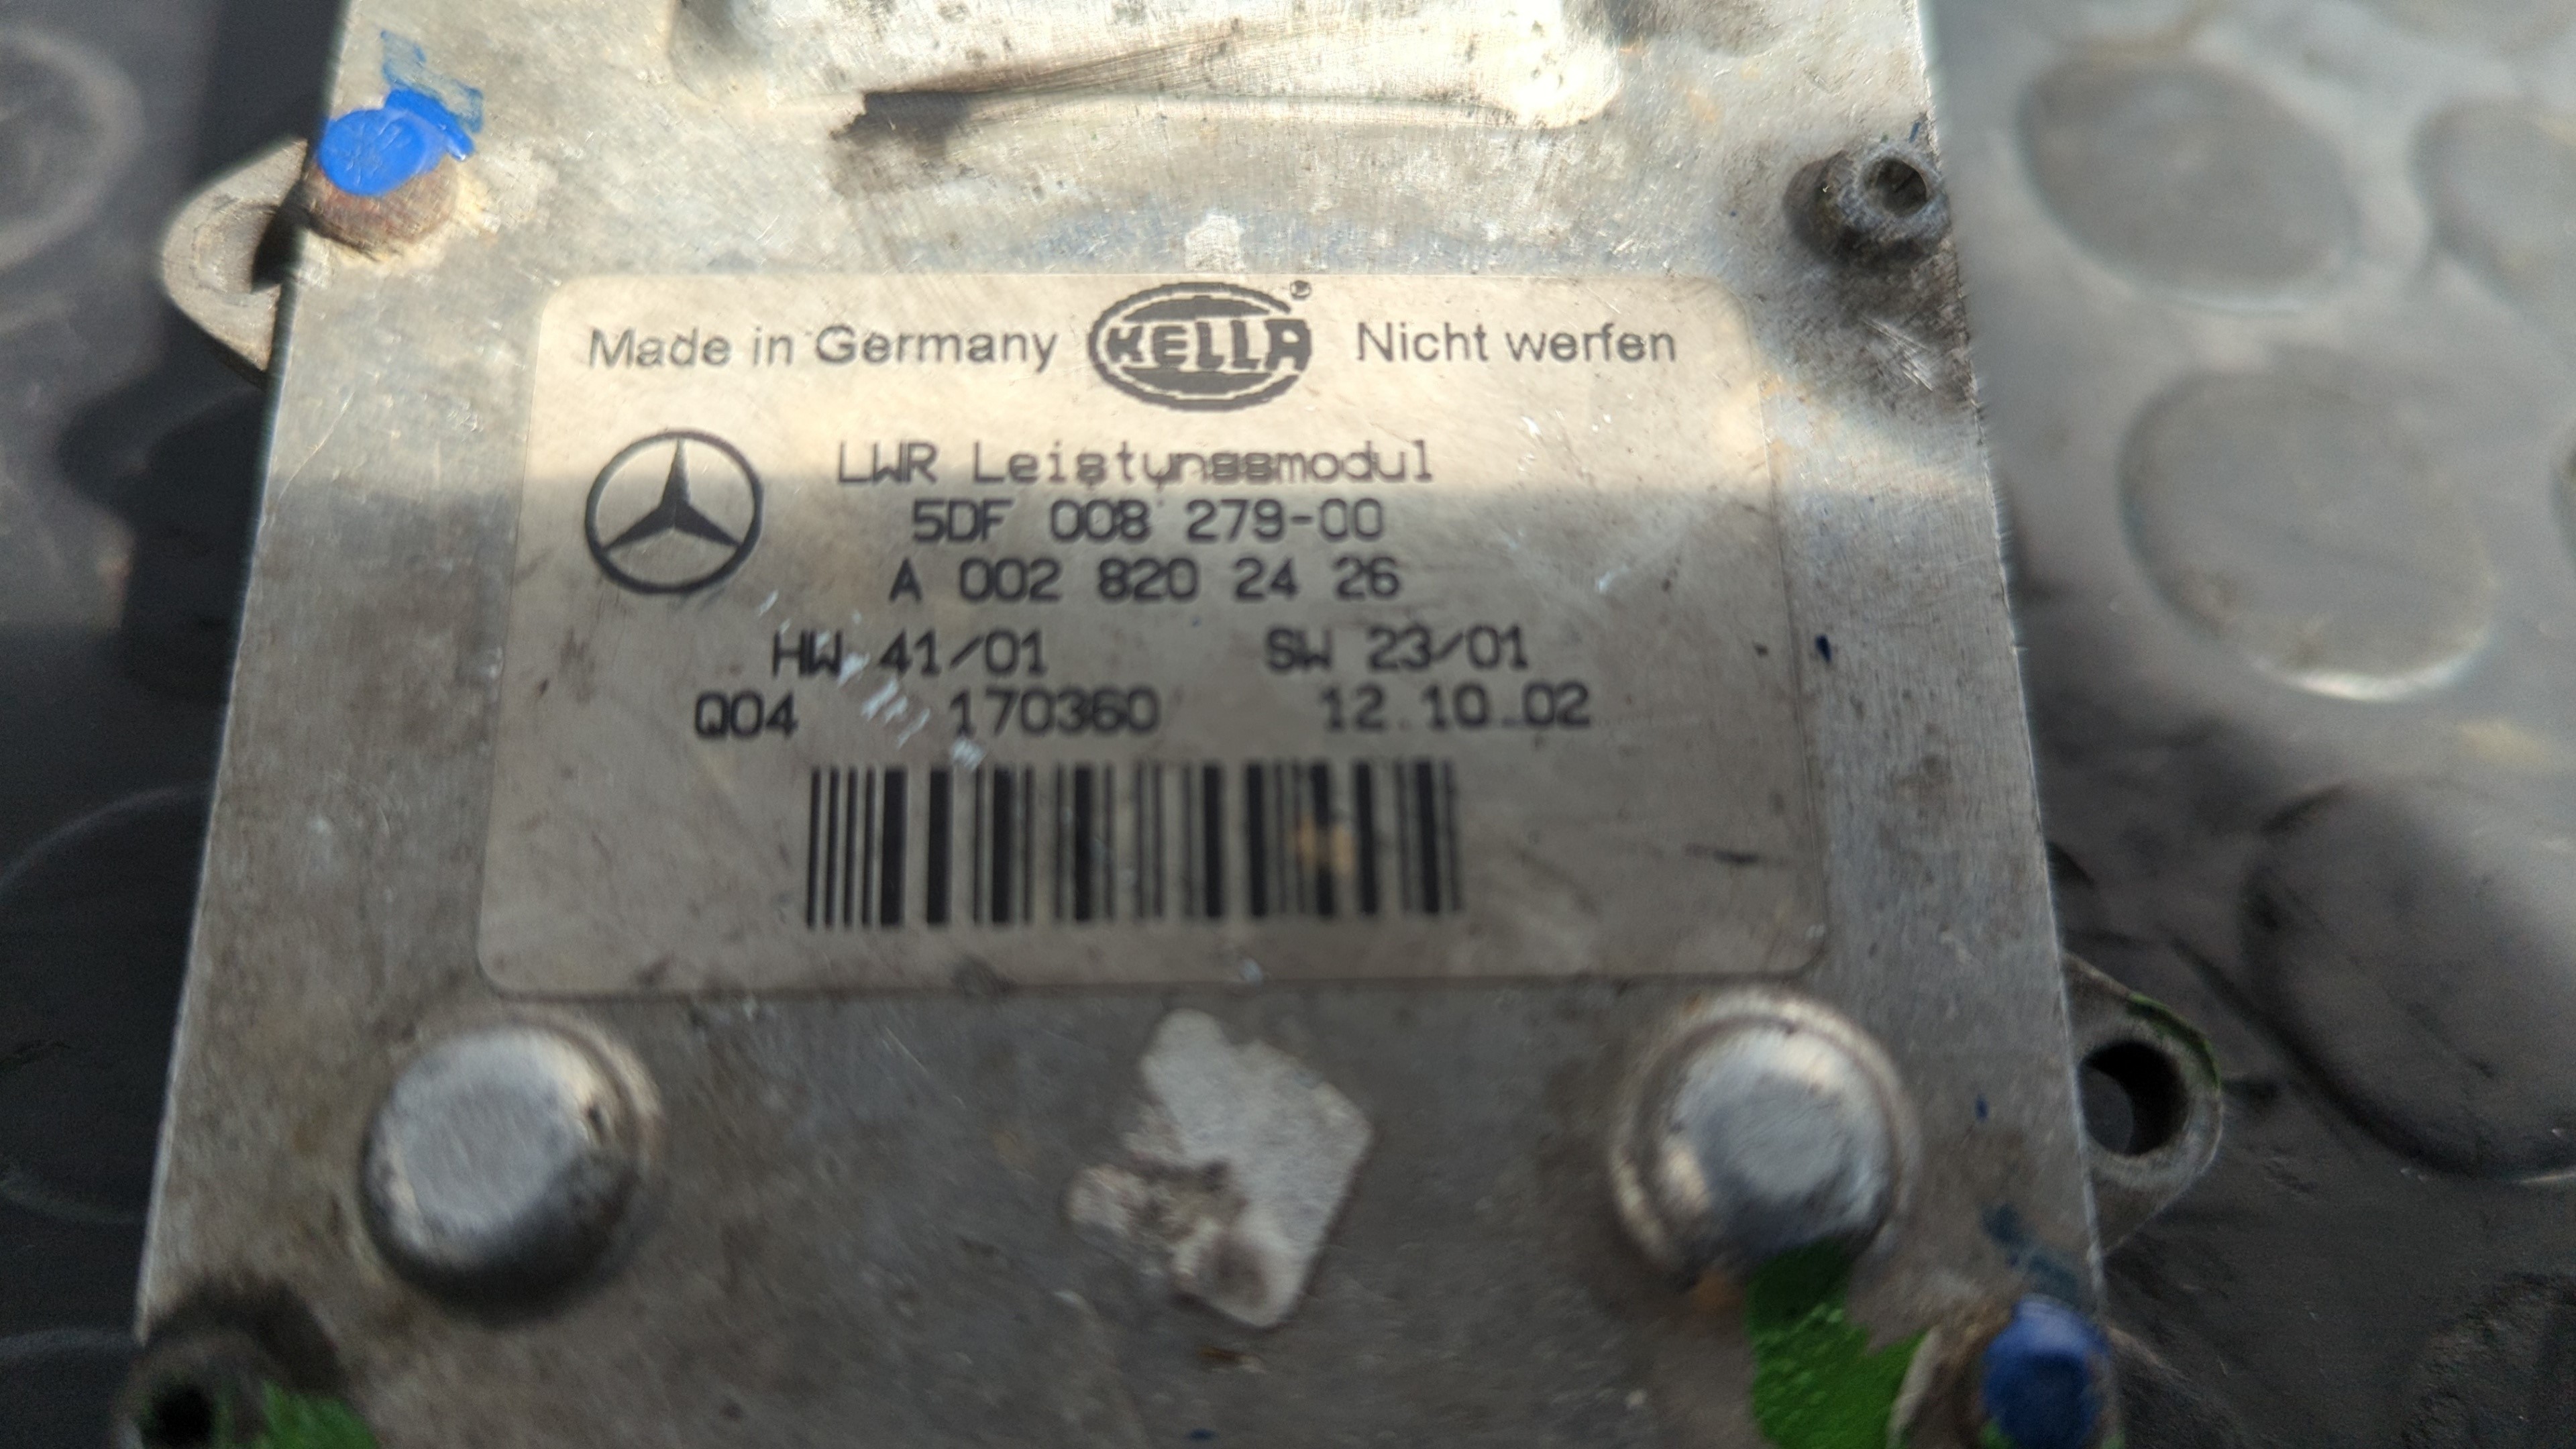 Made in Germany HELLA® Nicht werfen
LWR Leistungsmodul
5DF 008 279-00
A 002 820 24 26
HW 41/01 SW 23/01
Q04 170360 12.10.02